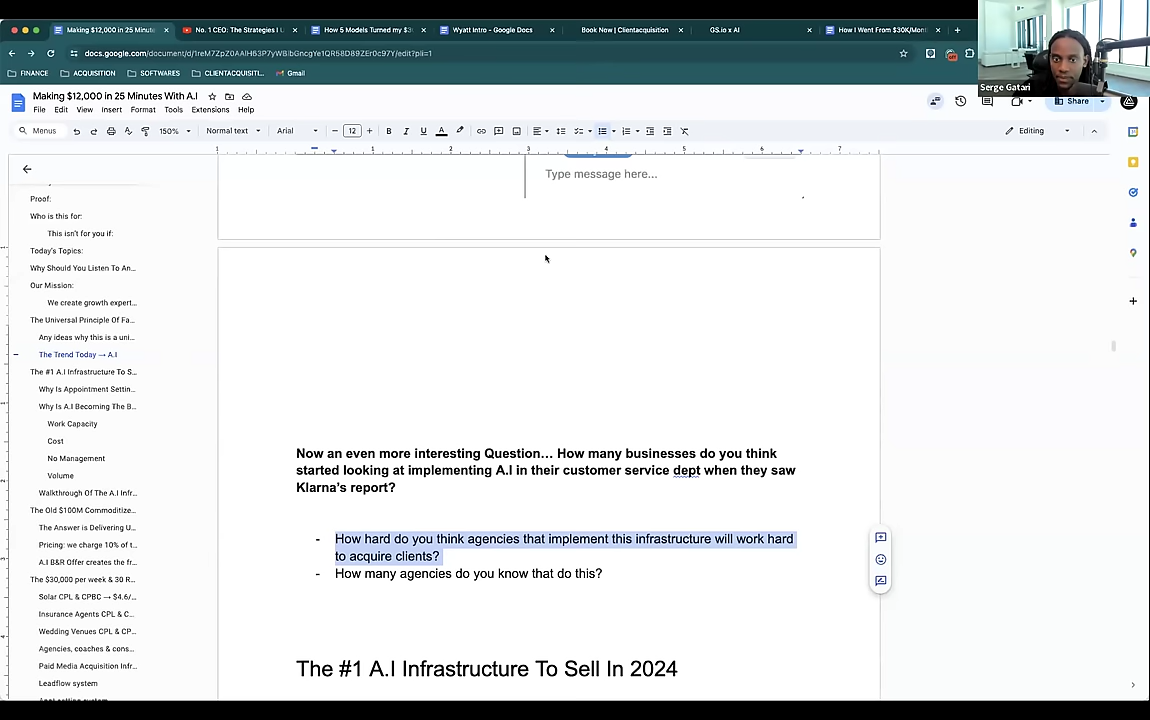 Making $12,000 in 25 Minute
No. 1 CEO: The Strategies I U
How 5 Models Turned my $3
Wyatt Intro - Google Docs
Book Now | Clientacquisition
GS.io x AI
How I Went From $30K/Mon
docs.google.com/document/d/1reM7ZpZ0AAlH63P7yWBlbGncgYe1QR58D89ZEr0c97Y/edit?pli=1
FINANCE
ACQUISITION
SOFTWARES
CLIENTACQUISITI...
Gmail
Serge Gatari
Making $12,000 in 25 Minutes With A.I
File Edit View Insert Format Tools Extensions Help
Share
Menus
150%
Normal text
Arial
12
Editing
1 1 2 3 4 5 6 7
Type message here...
Proof:
Who is this for:
This isn't for you if:
Today's Topics:
Why Should You Listen To An...
Our Mission:
We create growth expert...
The Universal Principle Of Fa...
Any ideas why this is a uni...
The Trend Today → A.I
The #1 A.I Infrastructure To S...
Why Is Appointment Settin...
Why Is A.I Becoming The B...
Work Capacity
Cost
No Management
Volume
Walkthrough Of The A.I Infr...
The Old $100M Commoditize...
The Answer is Delivering U...
Pricing: we charge 10% of t...
A.I B&R Offer creates the fr...
The $30,000 per week & 30 R...
Solar CPL & CPBC → $4.6/...
Insurance Agents CPL & C...
Wedding Venues CPL & CP...
Agencies, coaches & cons...
Paid Media Acquisition Infr...
Leadflow system
Now an even more interesting Question... How many businesses do you think
started looking at implementing A.I in their customer service dept when they saw
Klarna's report?
- How hard do you think agencies that implement this infrastructure will work hard
to acquire clients?
- How many agencies do you know that do this?
The #1 A.I Infrastructure To Sell In 2024